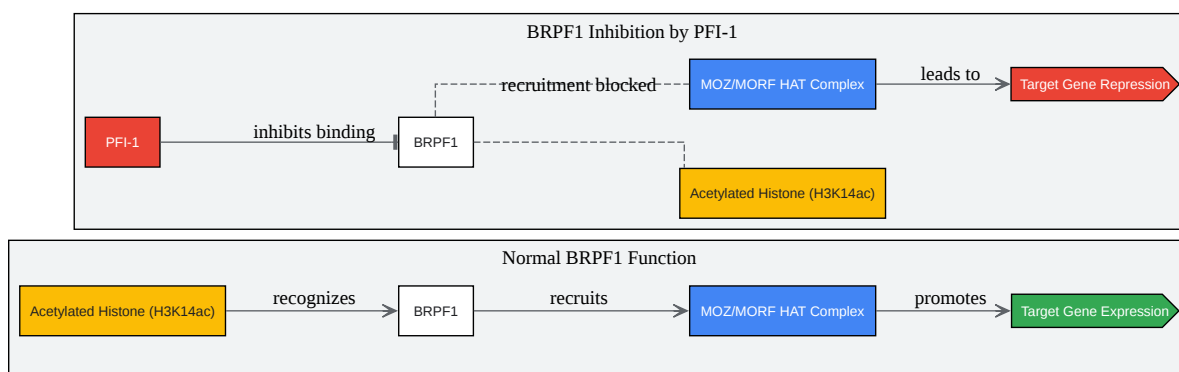 BRPF1 Inhibition by PFI-1
recruitment blocked
MOZ/MORF HAT Complex
leads to
Target Gene Repression
PFI-1
inhibits binding
BRPF1
Acetylated Histone (H3K14ac)
Normal BRPF1 Function
Acetylated Histone (H3K14ac)
recognizes
BRPF1
recruits
MOZ/MORF HAT Complex
promotes
Target Gene Expression